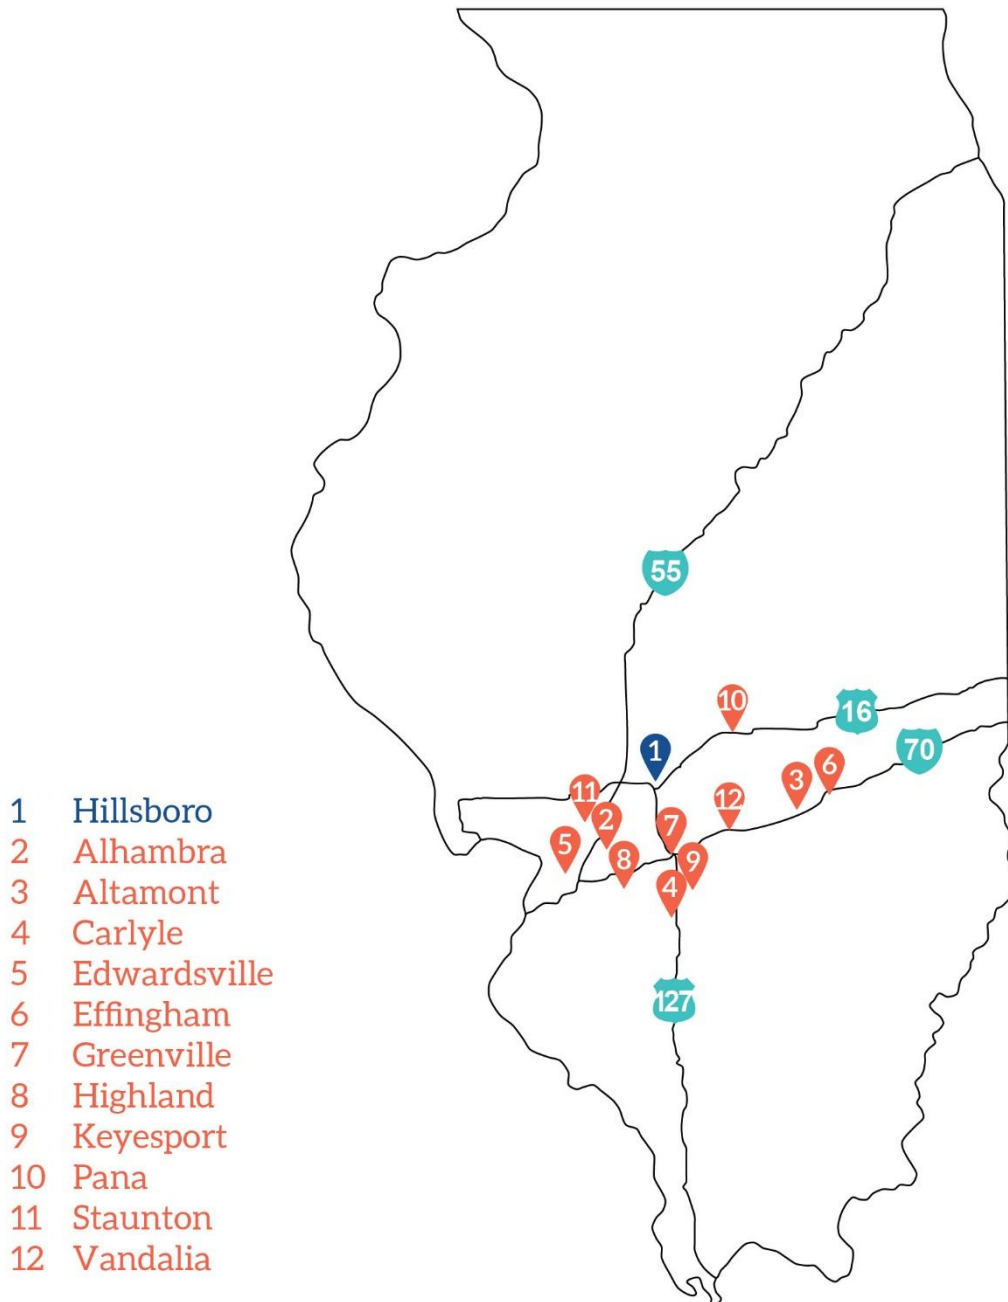 55
10
16
1
70
6
3
11
12
2
7
5
8
9
4
127
1 Hillsboro
2 Alhambra
3 Altamont
4 Carlyle
5 Edwardsville
6 Effingham
7 Greenville
8 Highland
9 Keyesport
10 Pana
11 Staunton
12 Vandalia